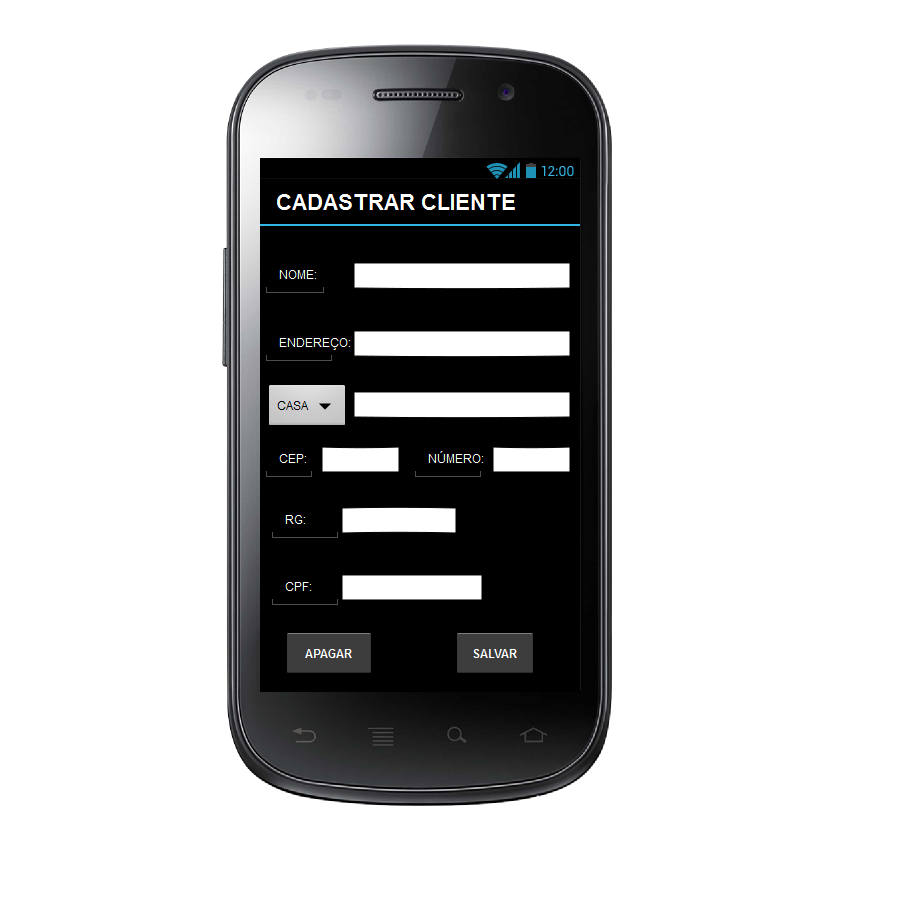 12:00
CADASTRAR CLIENTE
NOME:
ENDEREÇO:
CASA
CEP: NÚMERO:
RG:
CPF:
APAGAR SALVAR